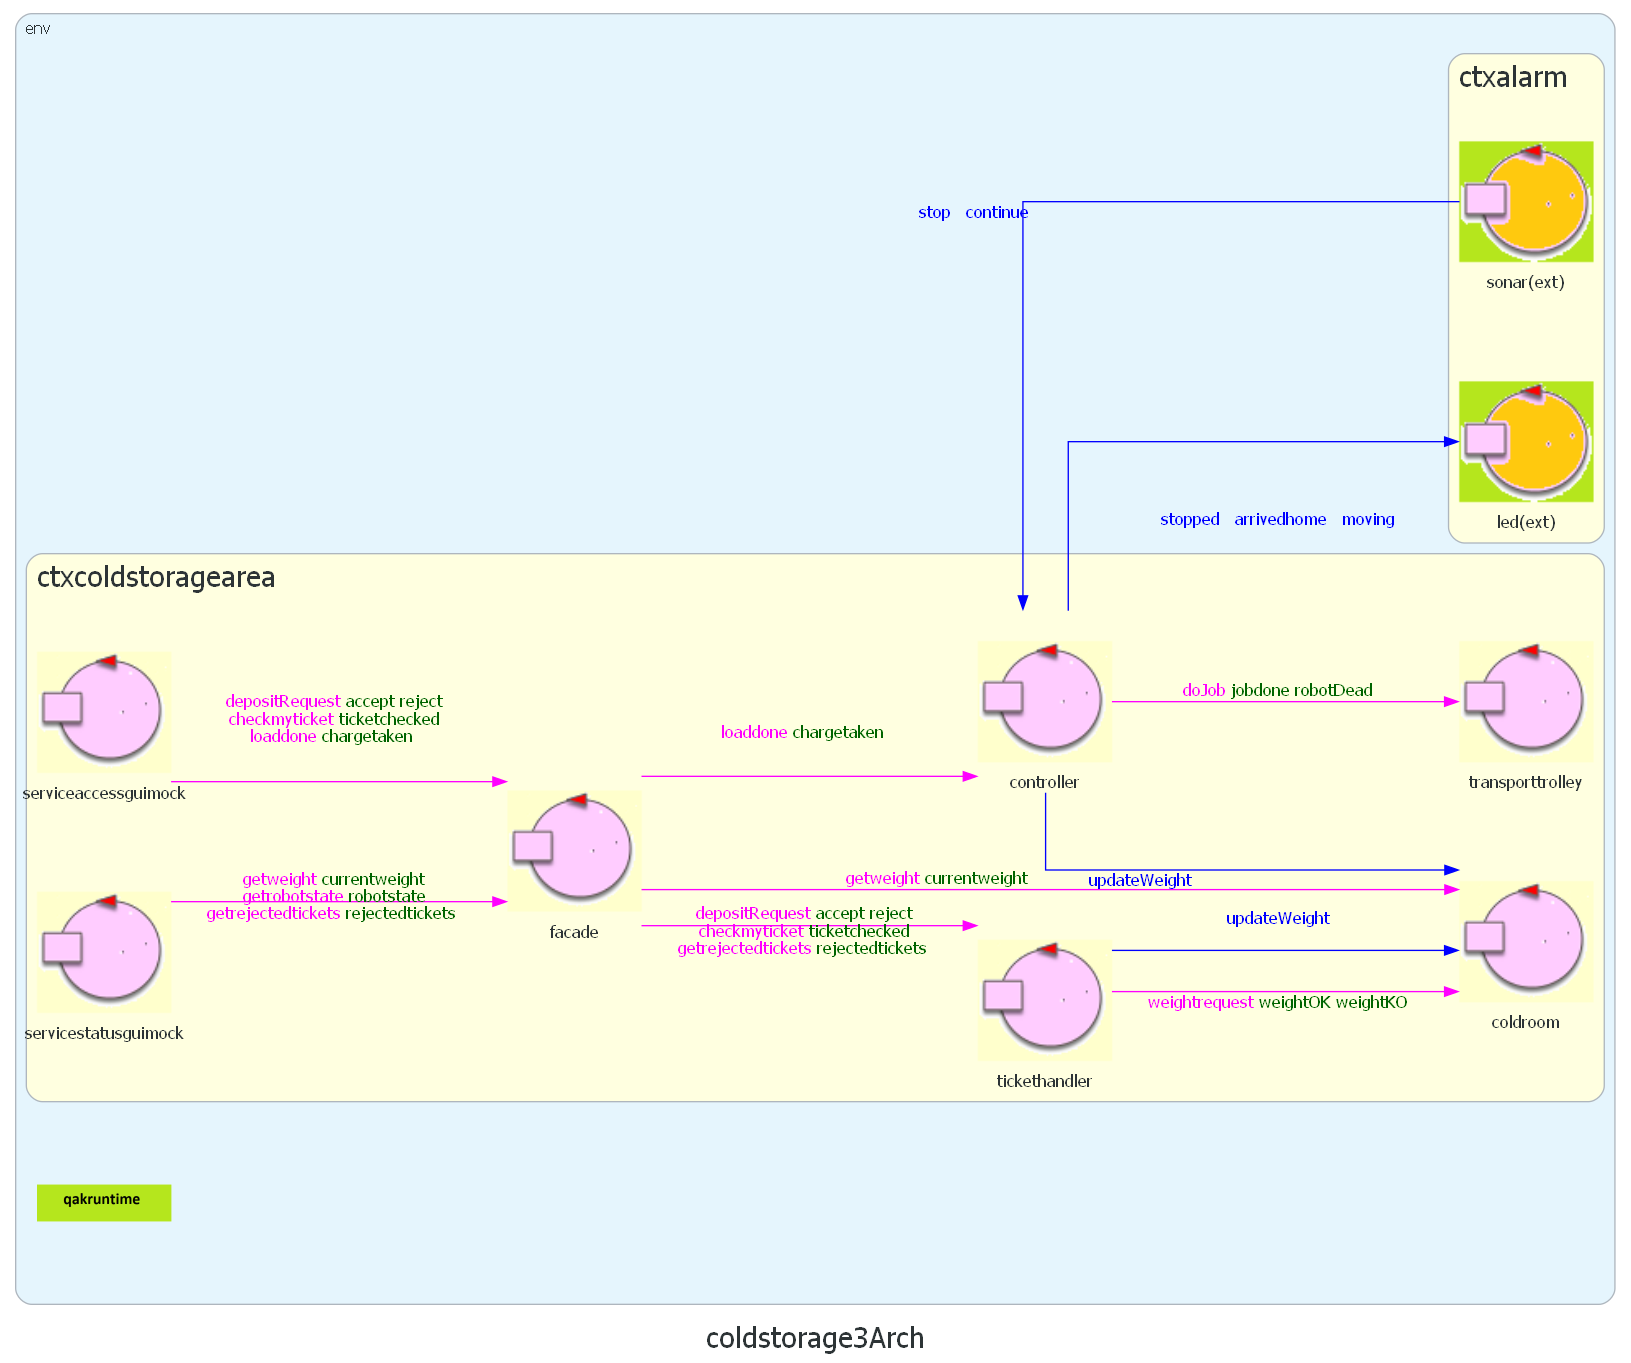 env
ctxalarm
sonar(ext)
stop continue
led(ext)
stopped arrivedhome moving
ctxcoldstoragearea
serviceaccessguimock
depositRequest accept reject
checkmyticket ticketchecked
loaddone chargetaken
loaddone chargetaken
controller
doJob jobdone robotDead
transporttrolley
servicestatusguimock
getweight currentweight
getrobotstate robotstate
getrejectedtickets rejectedtickets
facade
getweight currentweight
updateWeight
depositRequest accept reject
checkmyticket ticketchecked
getrejectedtickets rejectedtickets
updateWeight
weightrequest weightOK weightKO
coldroom
tickethandler
qakruntime
coldstorage3Arch